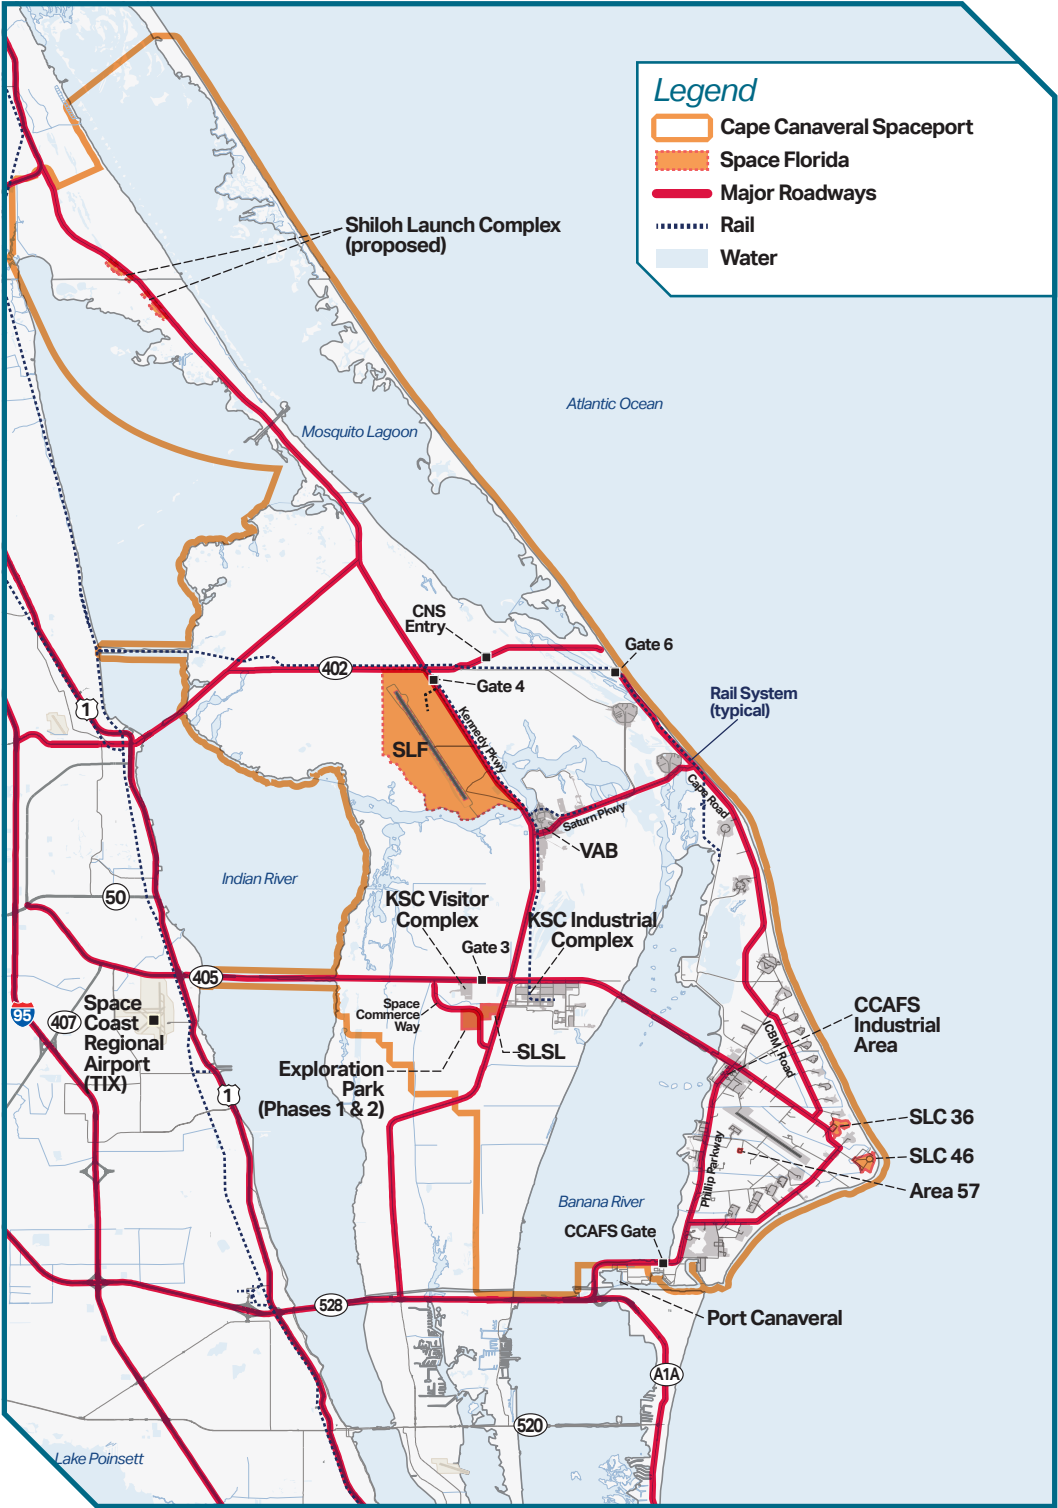 Legend
Cape Canaveral Spaceport
Space Florida
Major Roadways
Rail
Water
Shiloh Launch Complex
(proposed)
Atlantic Ocean
Mosquito Lagoon
CNS
Entry
Gate 6
402
Gate 4
Rail System
(typical)
1
Kennedy Pkwy
SLF
Cape Road
Saturn Pkwy
VAB
Indian River
50
KSC Visitor
Complex
KSC Industrial
Complex
Gate 3
405
95
407
Space
Coast
Regional
Airport
(TIX)
Space
Commerce
Way
CCAFS
Industrial
Area
ICBM Road
SLSL
Exploration
Park
(Phases 1 & 2)
1
SLC 36
SLC 46
Phillip Parkway
Area 57
Banana River
CCAFS Gate
528
Port Canaveral
A1A
520
Lake Poinsett